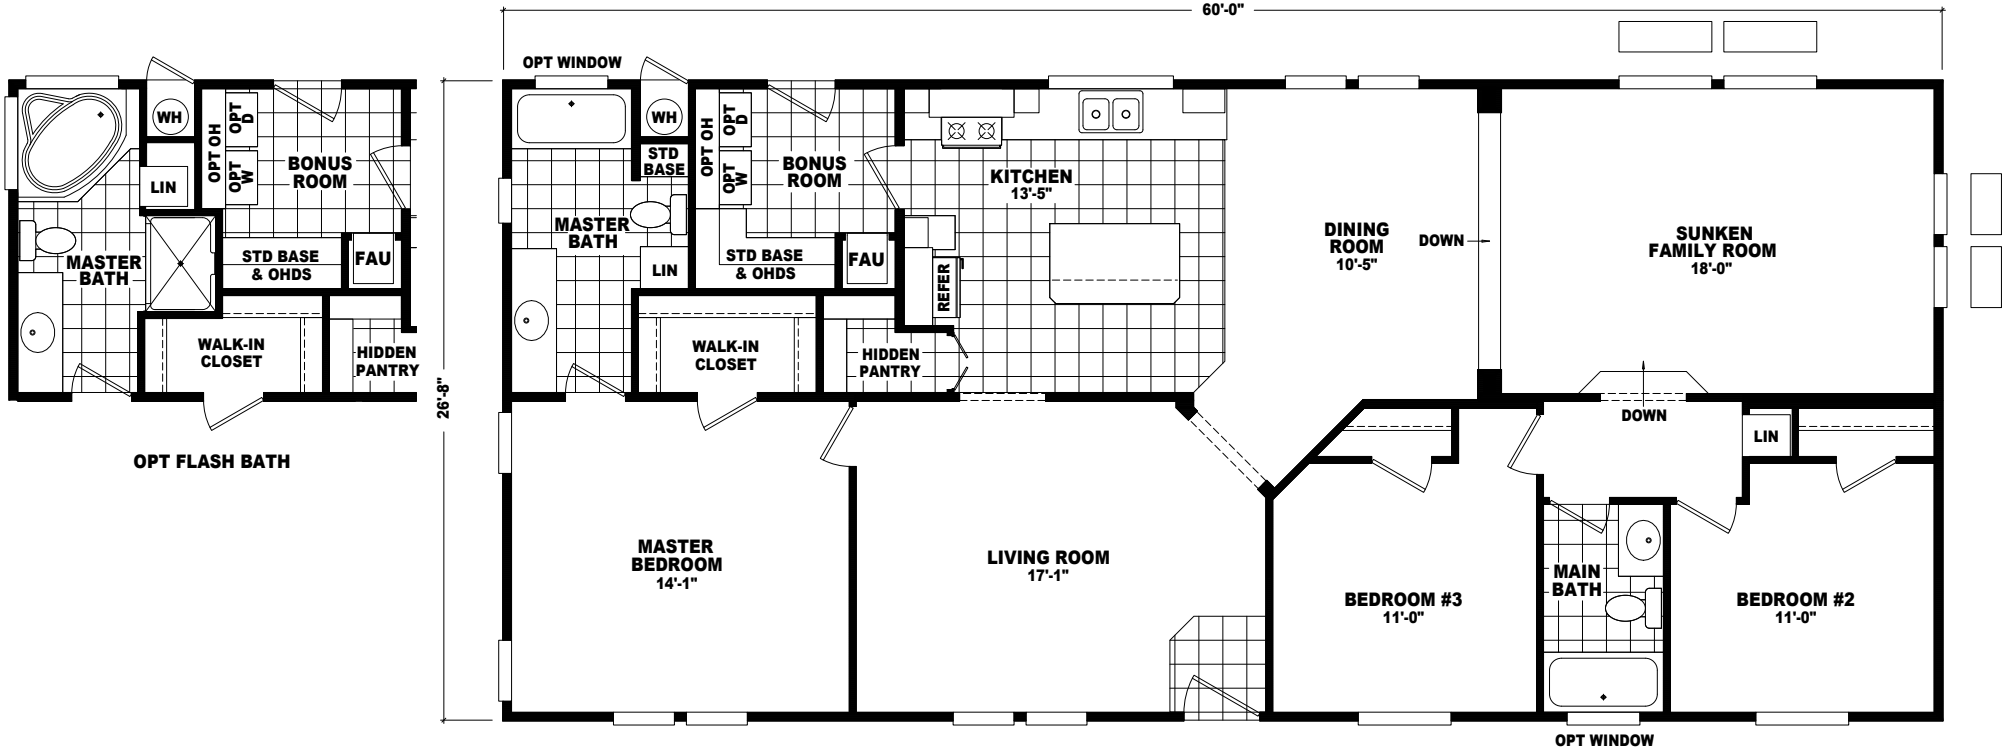 60'-0"
OPT WINDOW
WH
OPT OH
OPT
D
OPT
W
BONUS
ROOM
LIN
MASTER
BATH
STD BASE
& OHDS
FAU
WALK-IN
CLOSET
HIDDEN
PANTRY
OPT FLASH BATH
26'-8"
WH
STD
BASE
OPT OH
OPT
D
OPT
W
BONUS
ROOM
MASTER
BATH
LIN
STD BASE
& OHDS
FAU
WALK-IN
CLOSET
HIDDEN
PANTRY
REFER
KITCHEN
13'-5"
DINING
ROOM
10'-5"
DOWN
SUNKEN
FAMILY ROOM
18'-0"
DOWN
LIN
MASTER
BEDROOM
14'-1"
LIVING ROOM
17'-1"
BEDROOM #3
11'-0"
MAIN
BATH
BEDROOM #2
11'-0"
OPT WINDOW